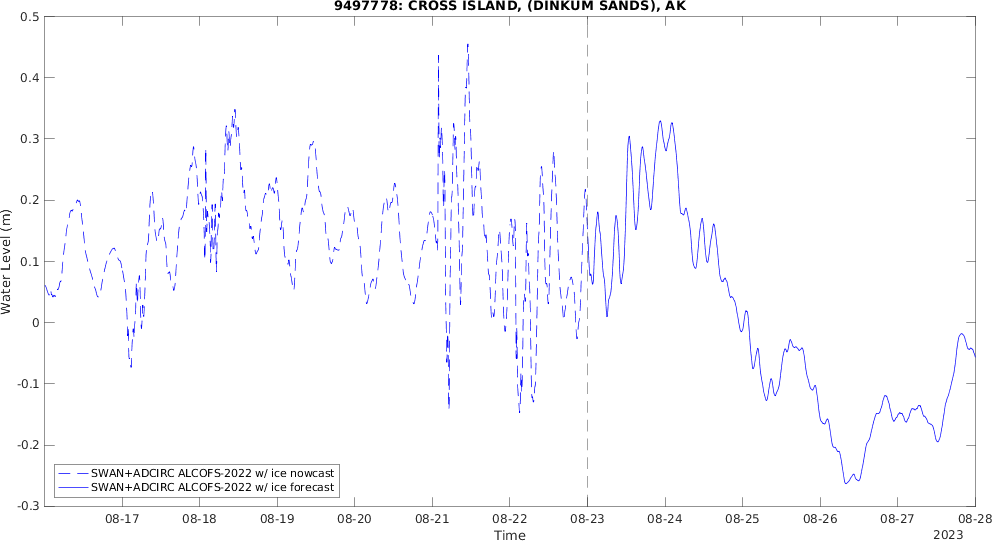 9497778: CROSS ISLAND, (DINKUM SANDS), AK
0.5
0.4
0.3
0.2
0.1
0
-0.1
-0.2
-0.3
Water Level (m)
SWAN+ADCIRC ALCOFS-2022 w/ ice nowcast
SWAN+ADCIRC ALCOFS-2022 w/ ice forecast
08-17 08-18 08-19 08-20 08-21 08-22 08-23 08-24 08-25 08-26 08-27 08-28
Time
2023